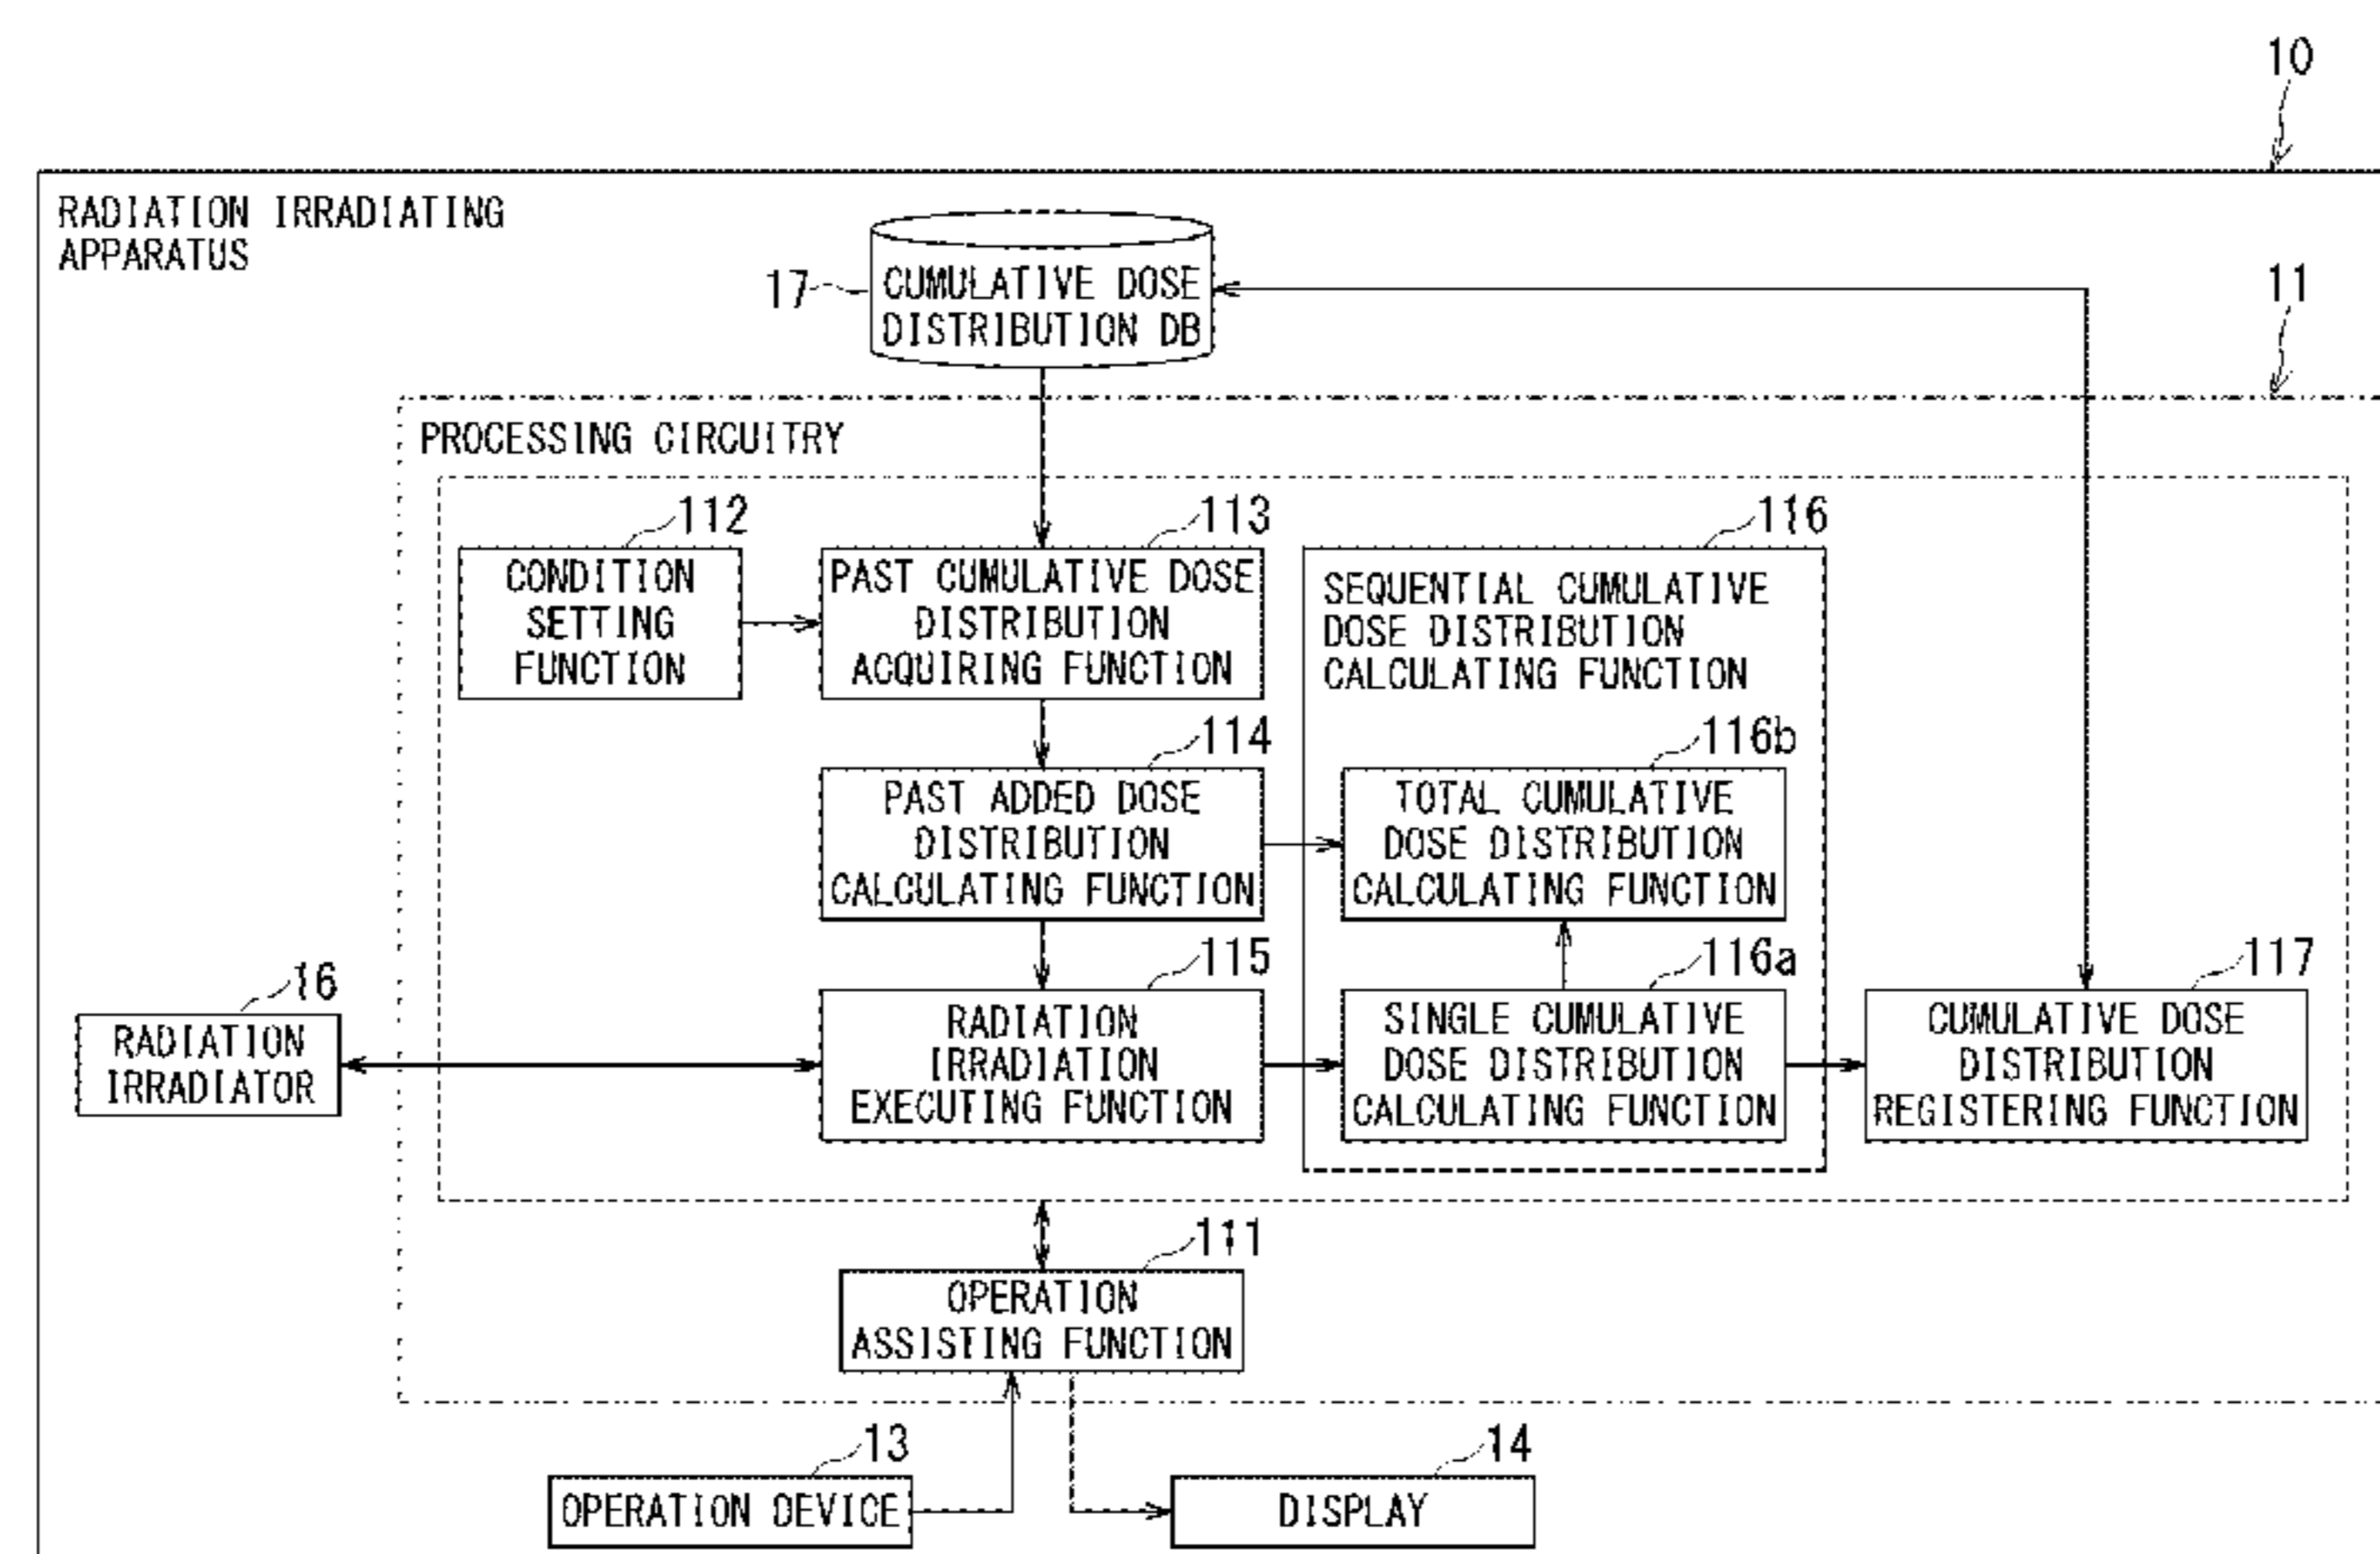 10
RADIATION IRRADIATING
APPARATUS
17
CUMULATIVE DOSE
DISTRIBUTION DB
11
PROCESSING CIRCUITRY
112
CONDITION
SETTING
FUNCTION
113
PAST CUMULATIVE DOSE
DISTRIBUTION
ACQUIRING FUNCTION
116
SEQUENTIAL CUMULATIVE
DOSE DISTRIBUTION
CALCULATING FUNCTION
114
PAST ADDED DOSE
DISTRIBUTION
CALCULATING FUNCTION
116b
TOTAL CUMULATIVE
DOSE DISTRIBUTION
CALCULATING FUNCTION
16
RADIATION
IRRADIATOR
115
RADIATION
IRRADIATION
EXECUTING FUNCTION
116a
SINGLE CUMULATIVE
DOSE DISTRIBUTION
CALCULATING FUNCTION
117
CUMULATIVE DOSE
DISTRIBUTION
REGISTERING FUNCTION
111
OPERATION
ASSISTING FUNCTION
13
OPERATION DEVICE
14
DISPLAY